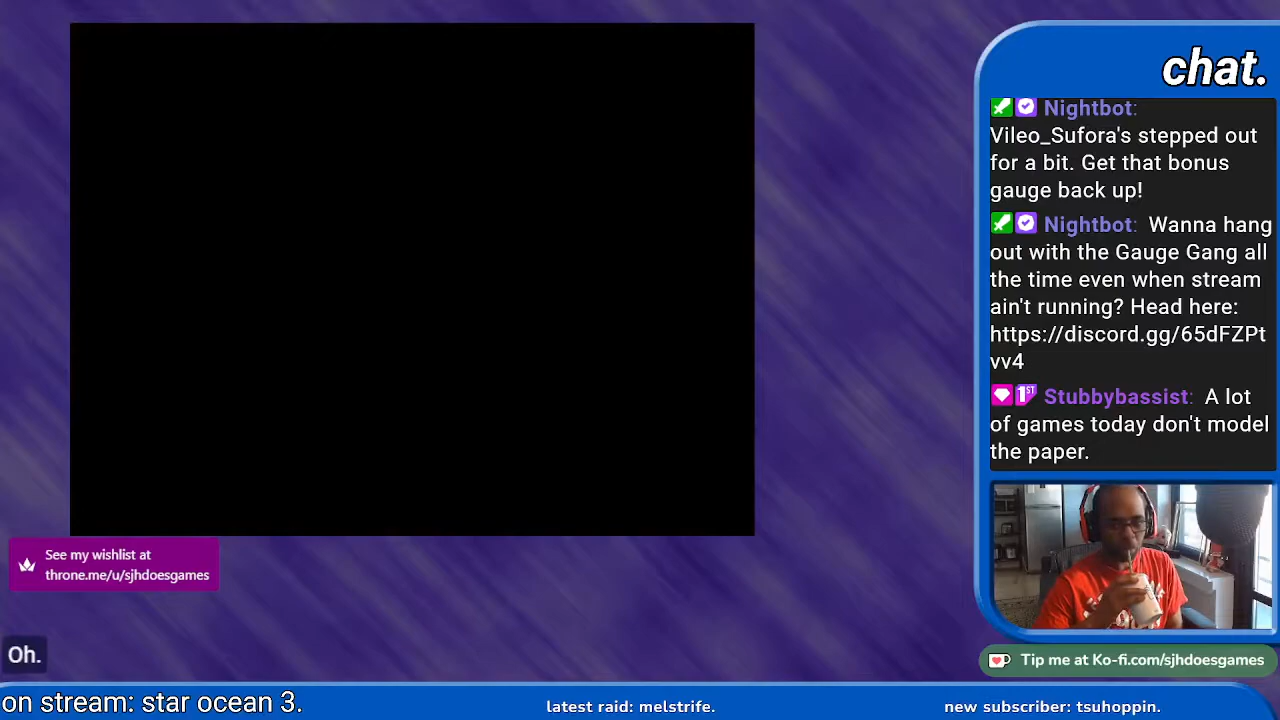 chat.
Nightbot:
Vileo_Sufora's stepped out
for a bit. Get that bonus
gauge back up!
Nightbot: Wanna hang
out with the Gauge Gang all
the time even when stream
ain't running? Head here:
https://discord.gg/65dFZPt
vv4
1ST Stubbybassist: A lot
of games today don't model
the paper.
See my wishlist at
throne.me/u/sjhdoesgames
Oh.
Tip me at Ko-fi.com/sjhdoesgames
on stream: star ocean 3.
latest raid: melstrife.
new subscriber: tsuhoppin.